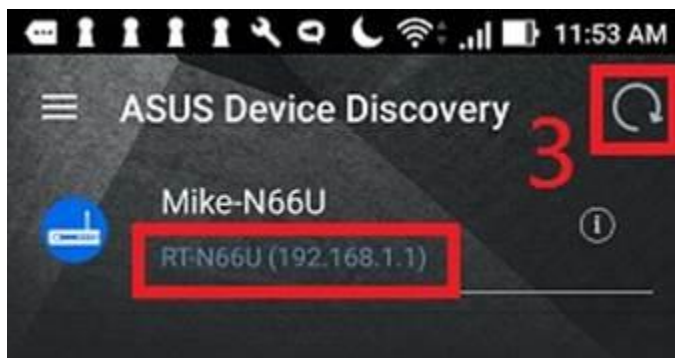 11:53 AM
ASUS Device Discovery
3
Mike-N66U
RT-N66U (192.168.1.1)